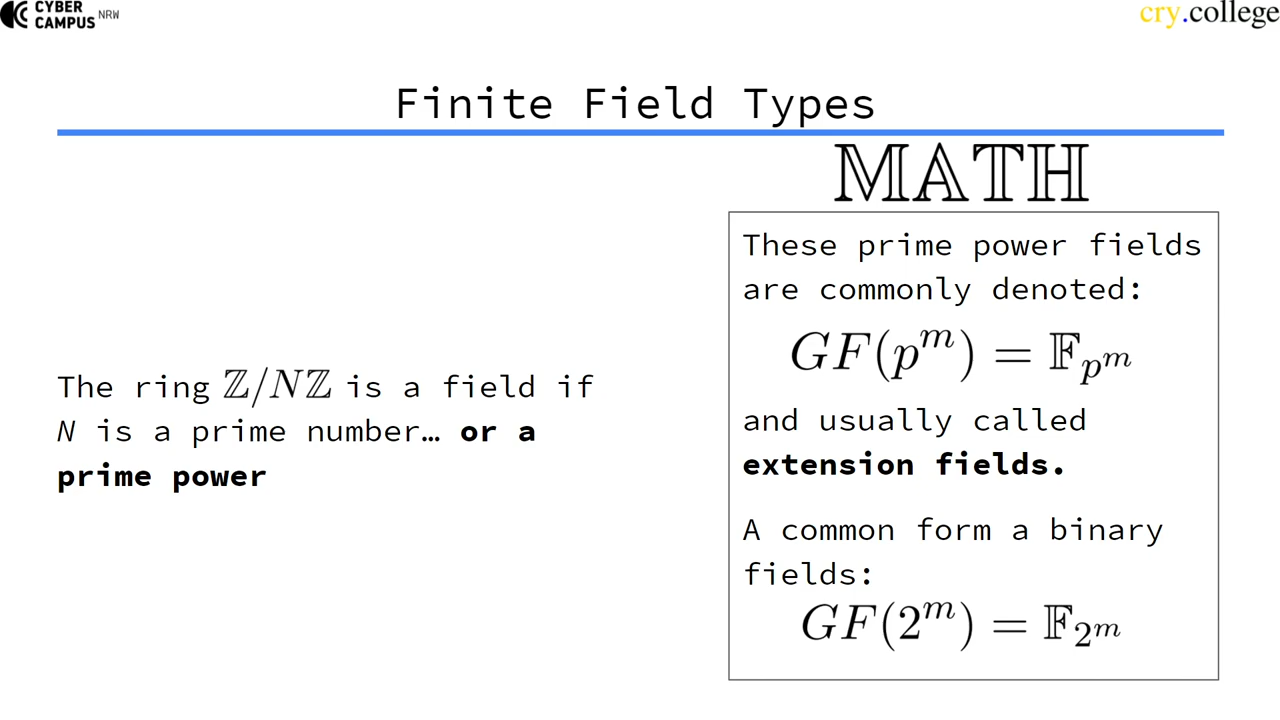 CYBER
CAMPUS NRW
cry.college
Finite Field Types
The ring ℤ/Nℤ is a field if
N is a prime number… or a
prime power
𝕄𝔸𝕋ℍ
These prime power fields
are commonly denoted:
GF(p^m) = 𝔽_{p^m}
and usually called
extension fields.
A common form a binary
fields:
GF(2^m) = 𝔽_{2^m}